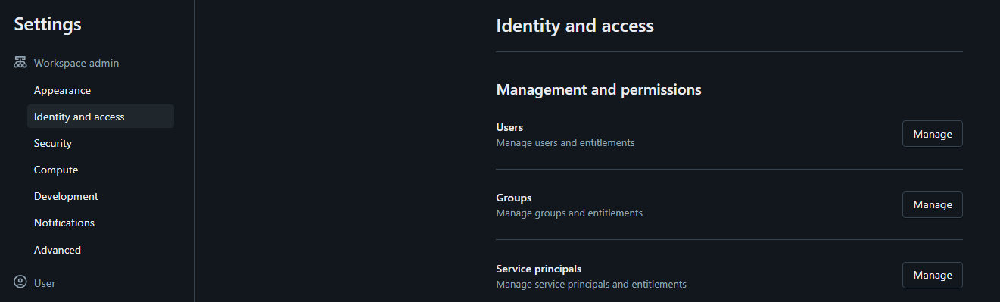 Settings
Workspace admin
Appearance
Identity and access
Security
Compute
Development
Notifications
Advanced
User
Identity and access
Management and permissions
Users
Manage users and entitlements
Manage
Groups
Manage groups and entitlements
Manage
Service principals
Manage service principals and entitlements
Manage